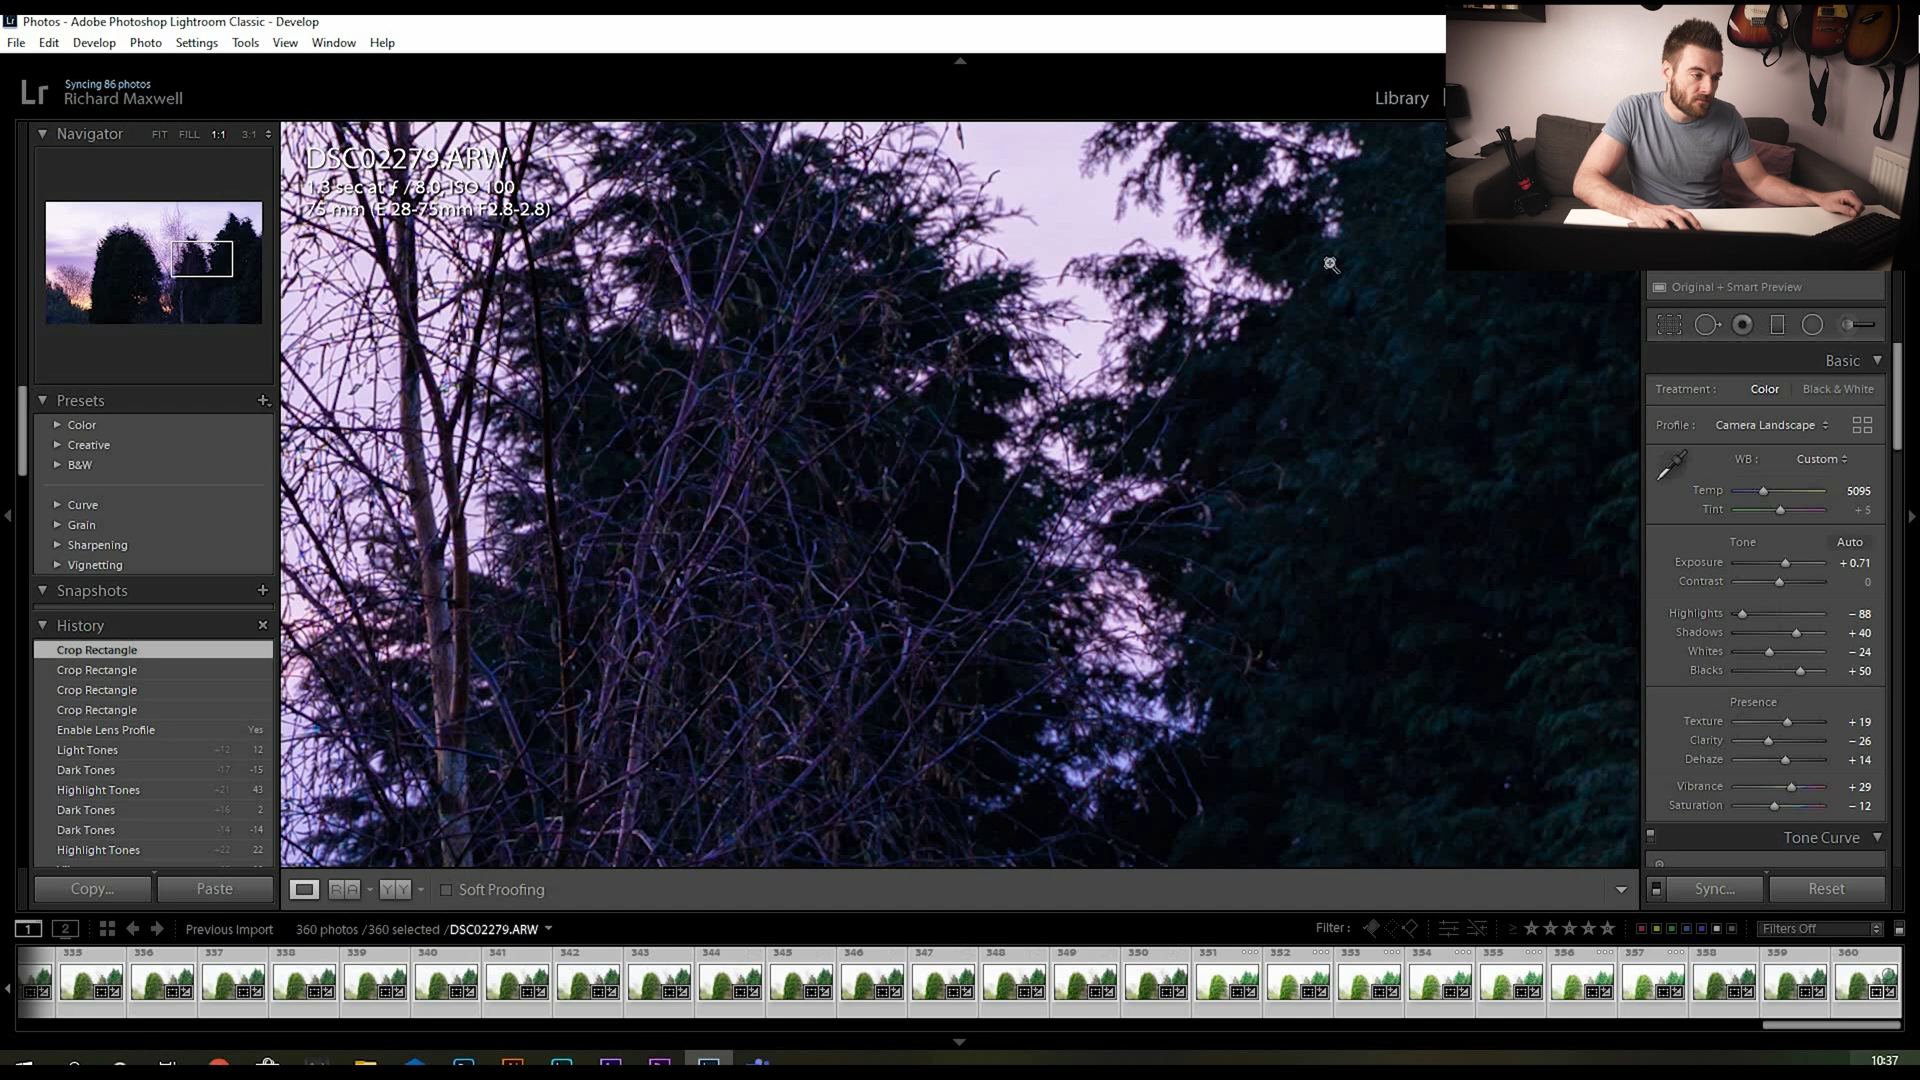 Lr Photos - Adobe Photoshop Lightroom Classic - Develop
File Edit Develop Photo Settings Tools View Window Help
Lr
Syncing 86 photos
Richard Maxwell
Library
Navigator FIT FILL 1:1 3:1
DSC02279.ARW
1.3 sec at ƒ / 8.0, ISO 100
75 mm (E 28-75mm F2.8-2.8)
Presets
Color
Creative
B&W
Curve
Grain
Sharpening
Vignetting
Snapshots
History
Crop Rectangle
Crop Rectangle
Crop Rectangle
Crop Rectangle
Enable Lens Profile Yes
Light Tones +12 12
Dark Tones -17 -15
Highlight Tones +21 43
Dark Tones +16 2
Dark Tones -14 -14
Highlight Tones +22 22
Copy... Paste
R A Y Y Soft Proofing
Original + Smart Preview
Basic
Treatment : Color Black & White
Profile : Camera Landscape
WB : Custom
Temp 5095
Tint + 5
Tone Auto
Exposure + 0.71
Contrast 0
Highlights − 88
Shadows + 40
Whites − 24
Blacks + 50
Presence
Texture + 19
Clarity − 26
Dehaze + 14
Vibrance + 29
Saturation − 12
Tone Curve
Sync... Reset
1 2 Previous Import 360 photos / 360 selected / DSC02279.ARW Filter : ≥ Filters Off
335 336 337 338 339 340 341 342 343 344 345 346 347 348 349 350 351 352 353 354 355 356 357 358 359 360
10:37